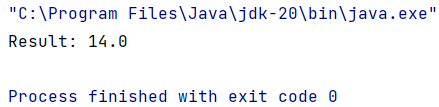 "C:\Program Files\Java\jdk-20\bin\java.exe"
Result: 14.0
Process finished with exit code 0